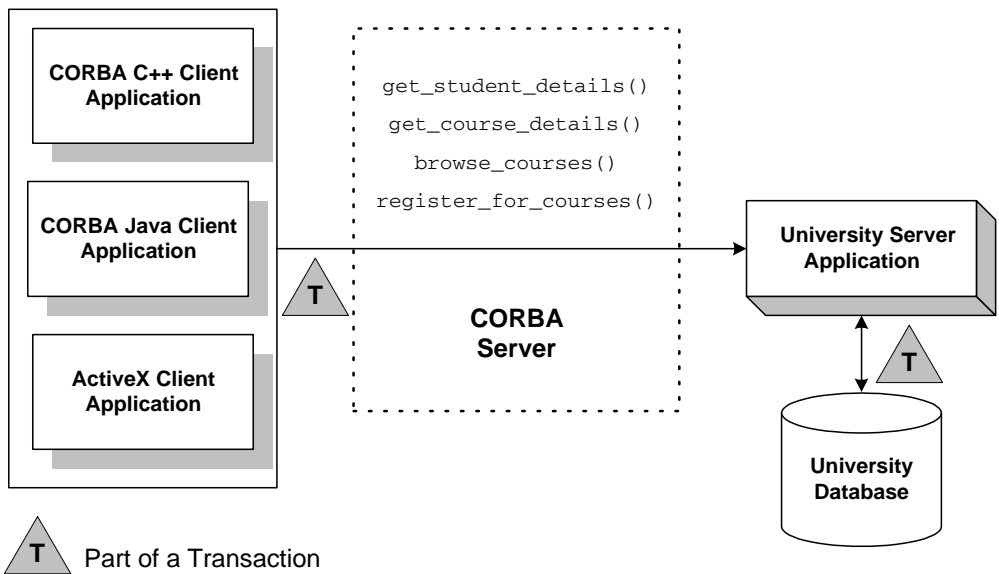 CORBA C++ Client
Application
CORBA Java Client
Application
ActiveX Client
Application
T
get_student_details()
get_course_details()
browse_courses()
register_for_courses()
CORBA
Server
University Server
Application
T
University
Database
T
Part of a Transaction